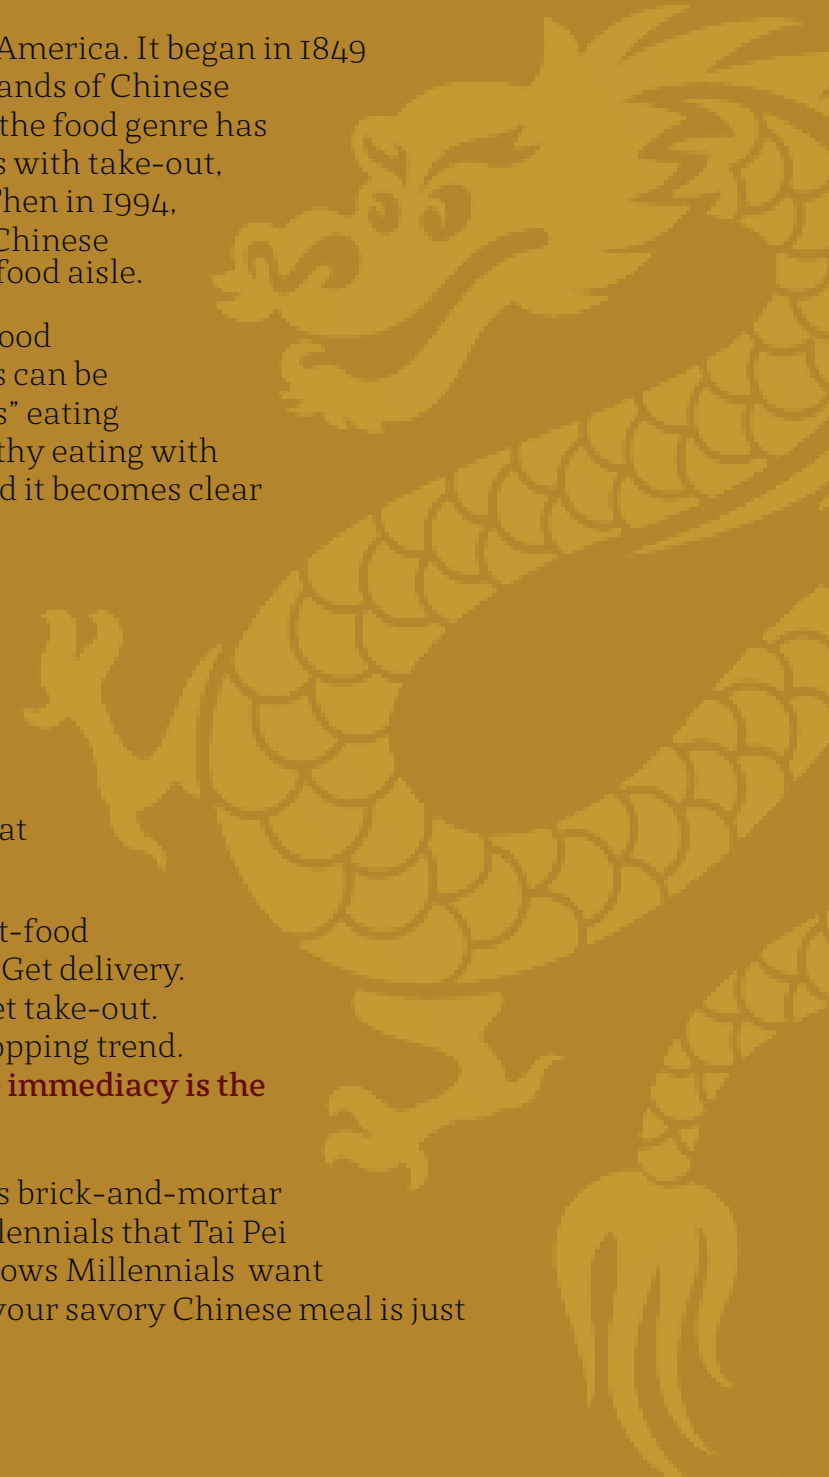 America. It began in 1849
ands of Chinese
the food genre has
s with take-out,
Then in 1994,
Chinese
food aisle.
ood
s can be
s” eating
thy eating with
d it becomes clear
at
t-food
Get delivery.
et take-out.
opping trend.
immediacy is the
s brick-and-mortar
lennials that Tai Pei
ows Millennials want
your savory Chinese meal is just